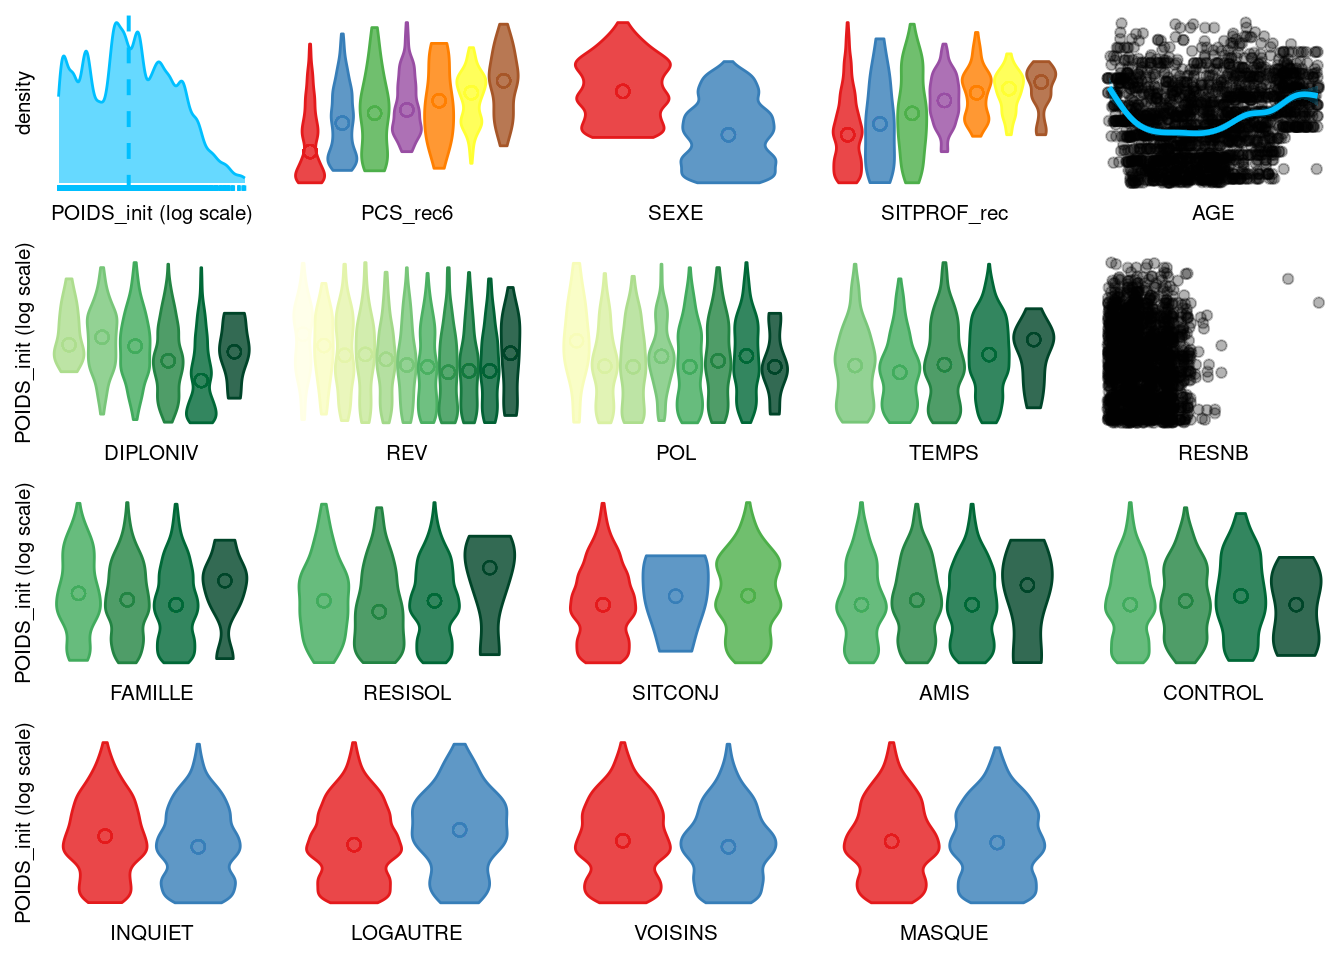 density
POIDS_init (log scale)
PCS_rec6
SEXE
SITPROF_rec
AGE
POIDS_init (log scale)
DIPLONIV
REV
POL
TEMPS
RESNB
POIDS_init (log scale)
FAMILLE
RESISOL
SITCONJ
AMIS
CONTROL
POIDS_init (log scale)
INQUIET
LOGAUTRE
VOISINS
MASQUE